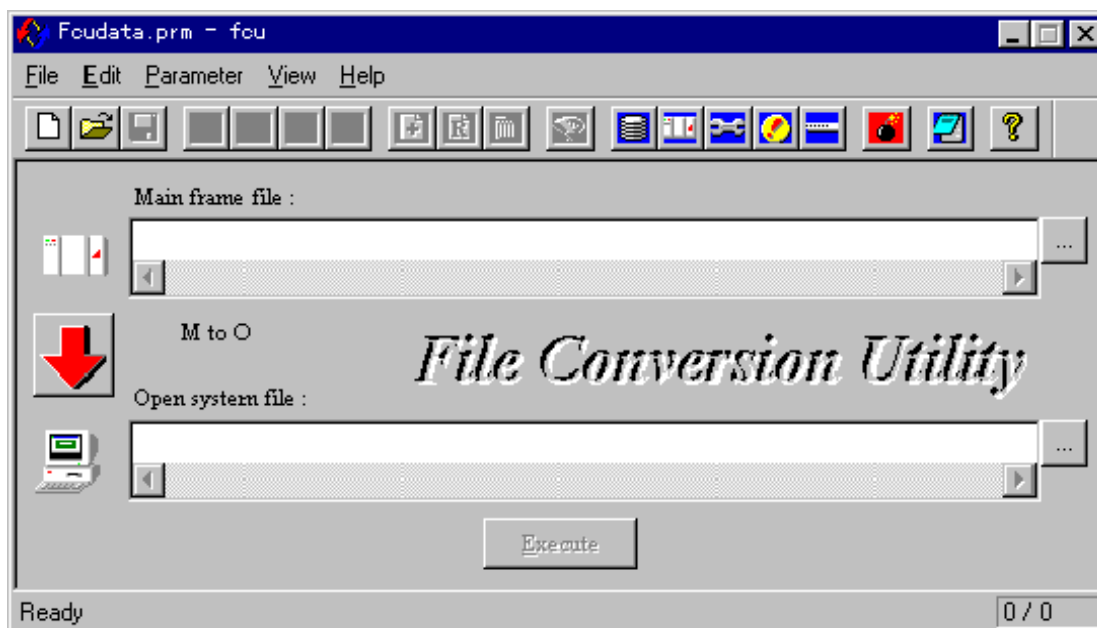 Fcudata.prm - fcu
File Edit Parameter View Help
Main frame file :
...
M to O
File Conversion Utility
Open system file :
...
Execute
Ready 0 / 0